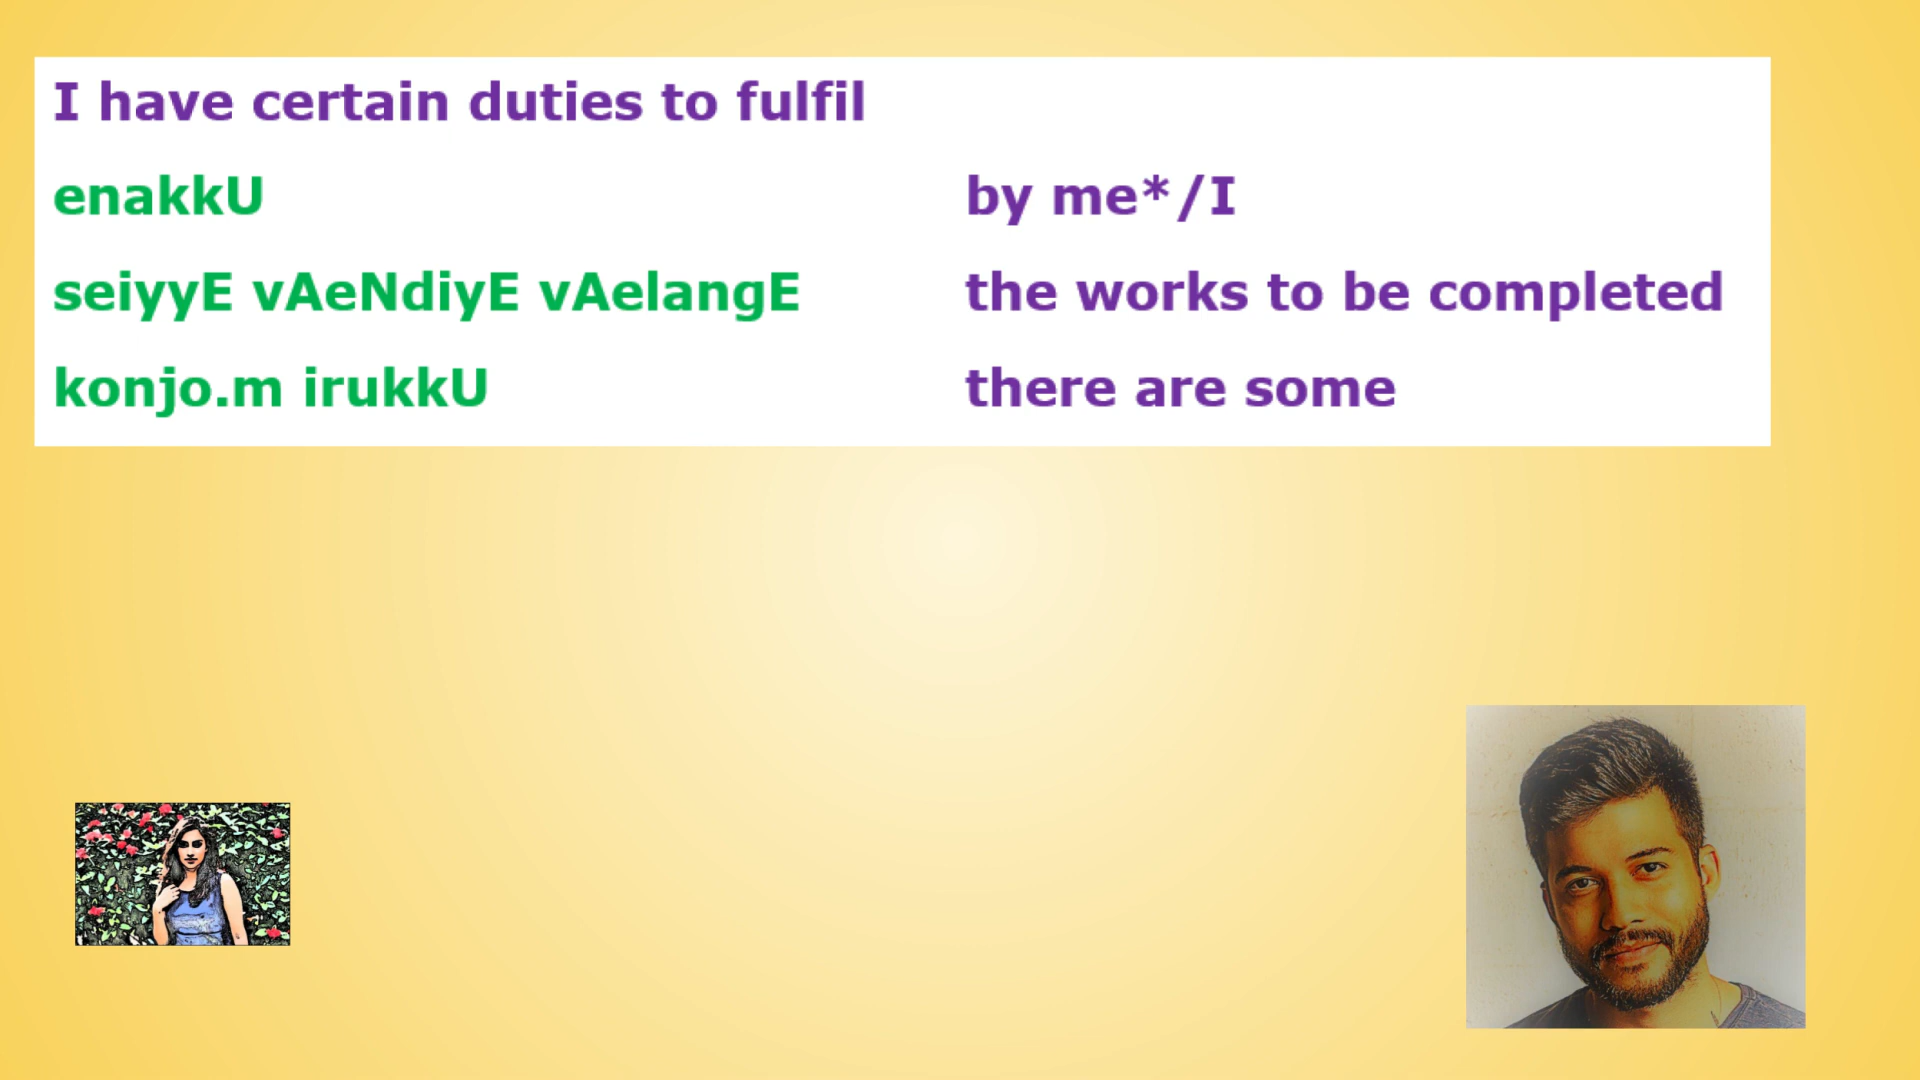 I have certain duties to fulfil
enakkU by me*/I
seiyyE vAeNdiyE vAelangE the works to be completed
konjo.m irukkU there are some